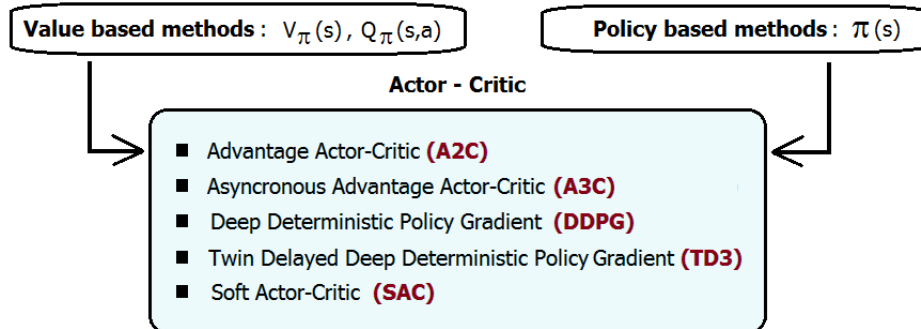 Value based methods : Vπ(s) , Qπ(s,a)
Policy based methods : π(s)
Actor - Critic
■ Advantage Actor-Critic (A2C)
■ Asyncronous Advantage Actor-Critic (A3C)
■ Deep Deterministic Policy Gradient (DDPG)
■ Twin Delayed Deep Deterministic Policy Gradient (TD3)
■ Soft Actor-Critic (SAC)